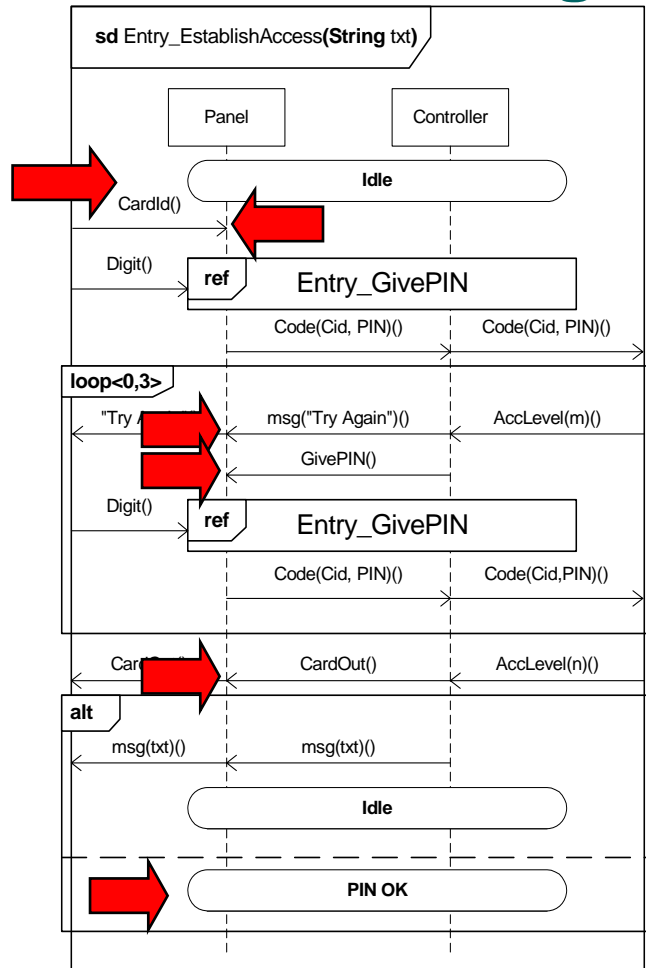 sd Entry_EstablishAccess(String txt)
Panel Controller
Idle
CardId()
Digit()
ref Entry_GivePIN
Code(Cid, PIN)() Code(Cid, PIN)()
loop<0,3>
msg("Try Again")() AccLevel(m)()
GivePIN()
Digit()
ref Entry_GivePIN
Code(Cid, PIN)() Code(Cid,PIN)()
CardOut() AccLevel(n)()
alt
msg(txt)() msg(txt)()
Idle
PIN OK